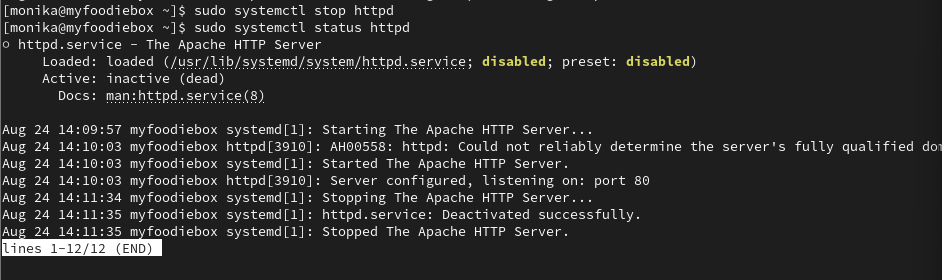 [monika@myfoodiebox ~]$ sudo systemctl stop httpd
[monika@myfoodiebox ~]$ sudo systemctl status httpd
○ httpd.service - The Apache HTTP Server
     Loaded: loaded (/usr/lib/systemd/system/httpd.service; disabled; preset: disabled)
     Active: inactive (dead)
       Docs: man:httpd.service(8)

Aug 24 14:09:57 myfoodiebox systemd[1]: Starting The Apache HTTP Server...
Aug 24 14:10:03 myfoodiebox httpd[3910]: AH00558: httpd: Could not reliably determine the server's fully qualified do
Aug 24 14:10:03 myfoodiebox systemd[1]: Started The Apache HTTP Server.
Aug 24 14:10:03 myfoodiebox httpd[3910]: Server configured, listening on: port 80
Aug 24 14:11:34 myfoodiebox systemd[1]: Stopping The Apache HTTP Server...
Aug 24 14:11:35 myfoodiebox systemd[1]: httpd.service: Deactivated successfully.
Aug 24 14:11:35 myfoodiebox systemd[1]: Stopped The Apache HTTP Server.
lines 1-12/12 (END)